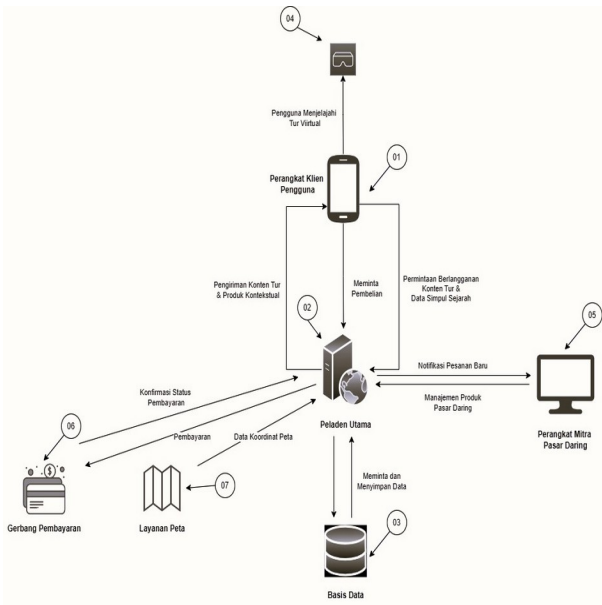 04
Pengguna Menjelajahi
Tur Viirtual
01
Perangkat Klien
Pengguna
Pengiriman Konten Tur
& Produk Kontekstual
Meminta
Pembelian
Permintaan Berlangganan
Konten Tur &
Data Simpul Sejarah
02
05
Notifikasi Pesanan Baru
Manajemen Produk
Pasar Daring
Konfirmasi Status
Pembayaran
Peladen Utama
Perangkat Mitra
Pasar Daring
06
Pembayaran
Data Koordinat Peta
$
07
Meminta dan
Menyimpan Data
Gerbang Pembayaran
Layanan Peta
03
Basis Data